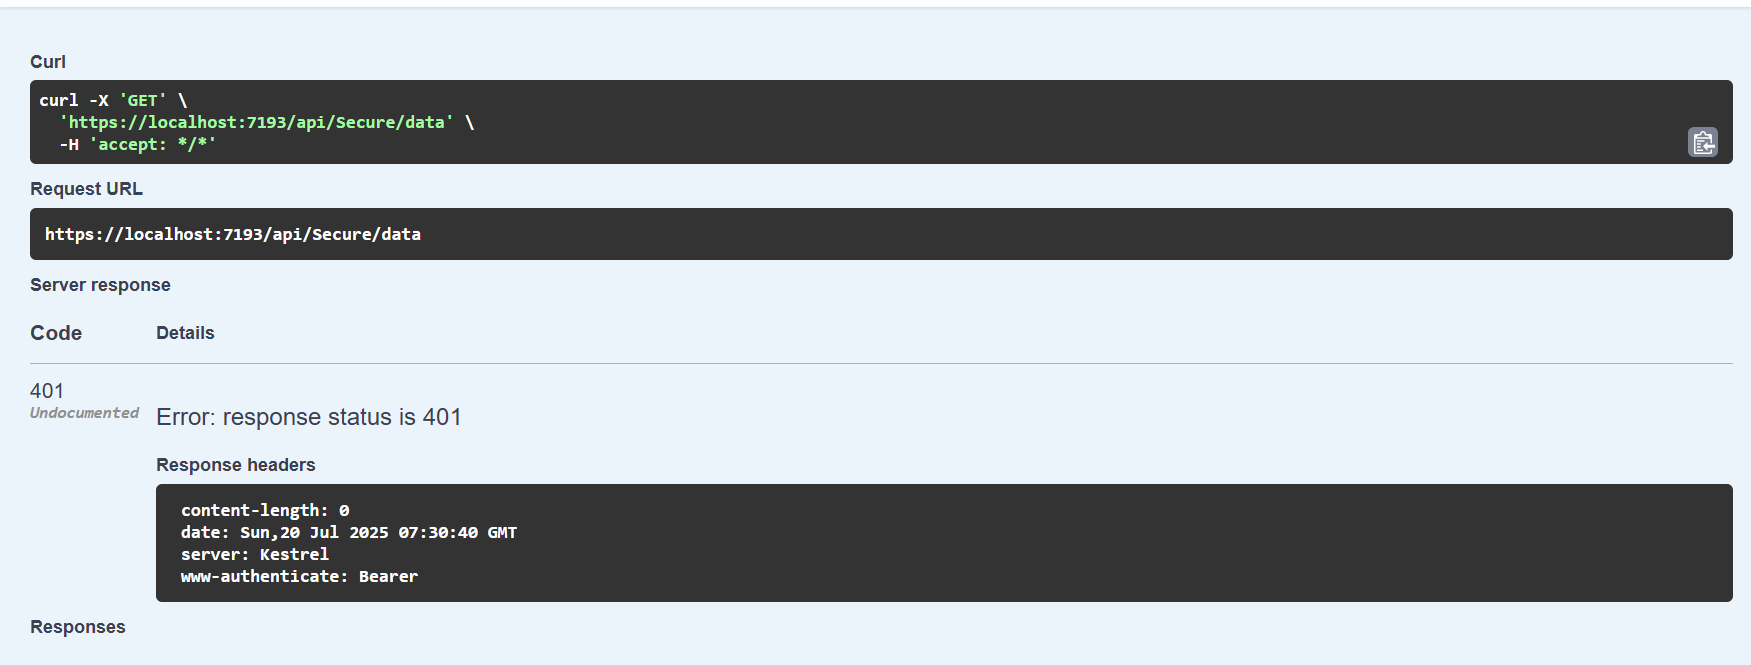 Curl
curl -X 'GET' \
  'https://localhost:7193/api/Secure/data' \
  -H 'accept: */*'
Request URL
https://localhost:7193/api/Secure/data
Server response
Code Details
401
Undocumented
Error: response status is 401
Response headers
content-length: 0
date: Sun,20 Jul 2025 07:30:40 GMT
server: Kestrel
www-authenticate: Bearer
Responses